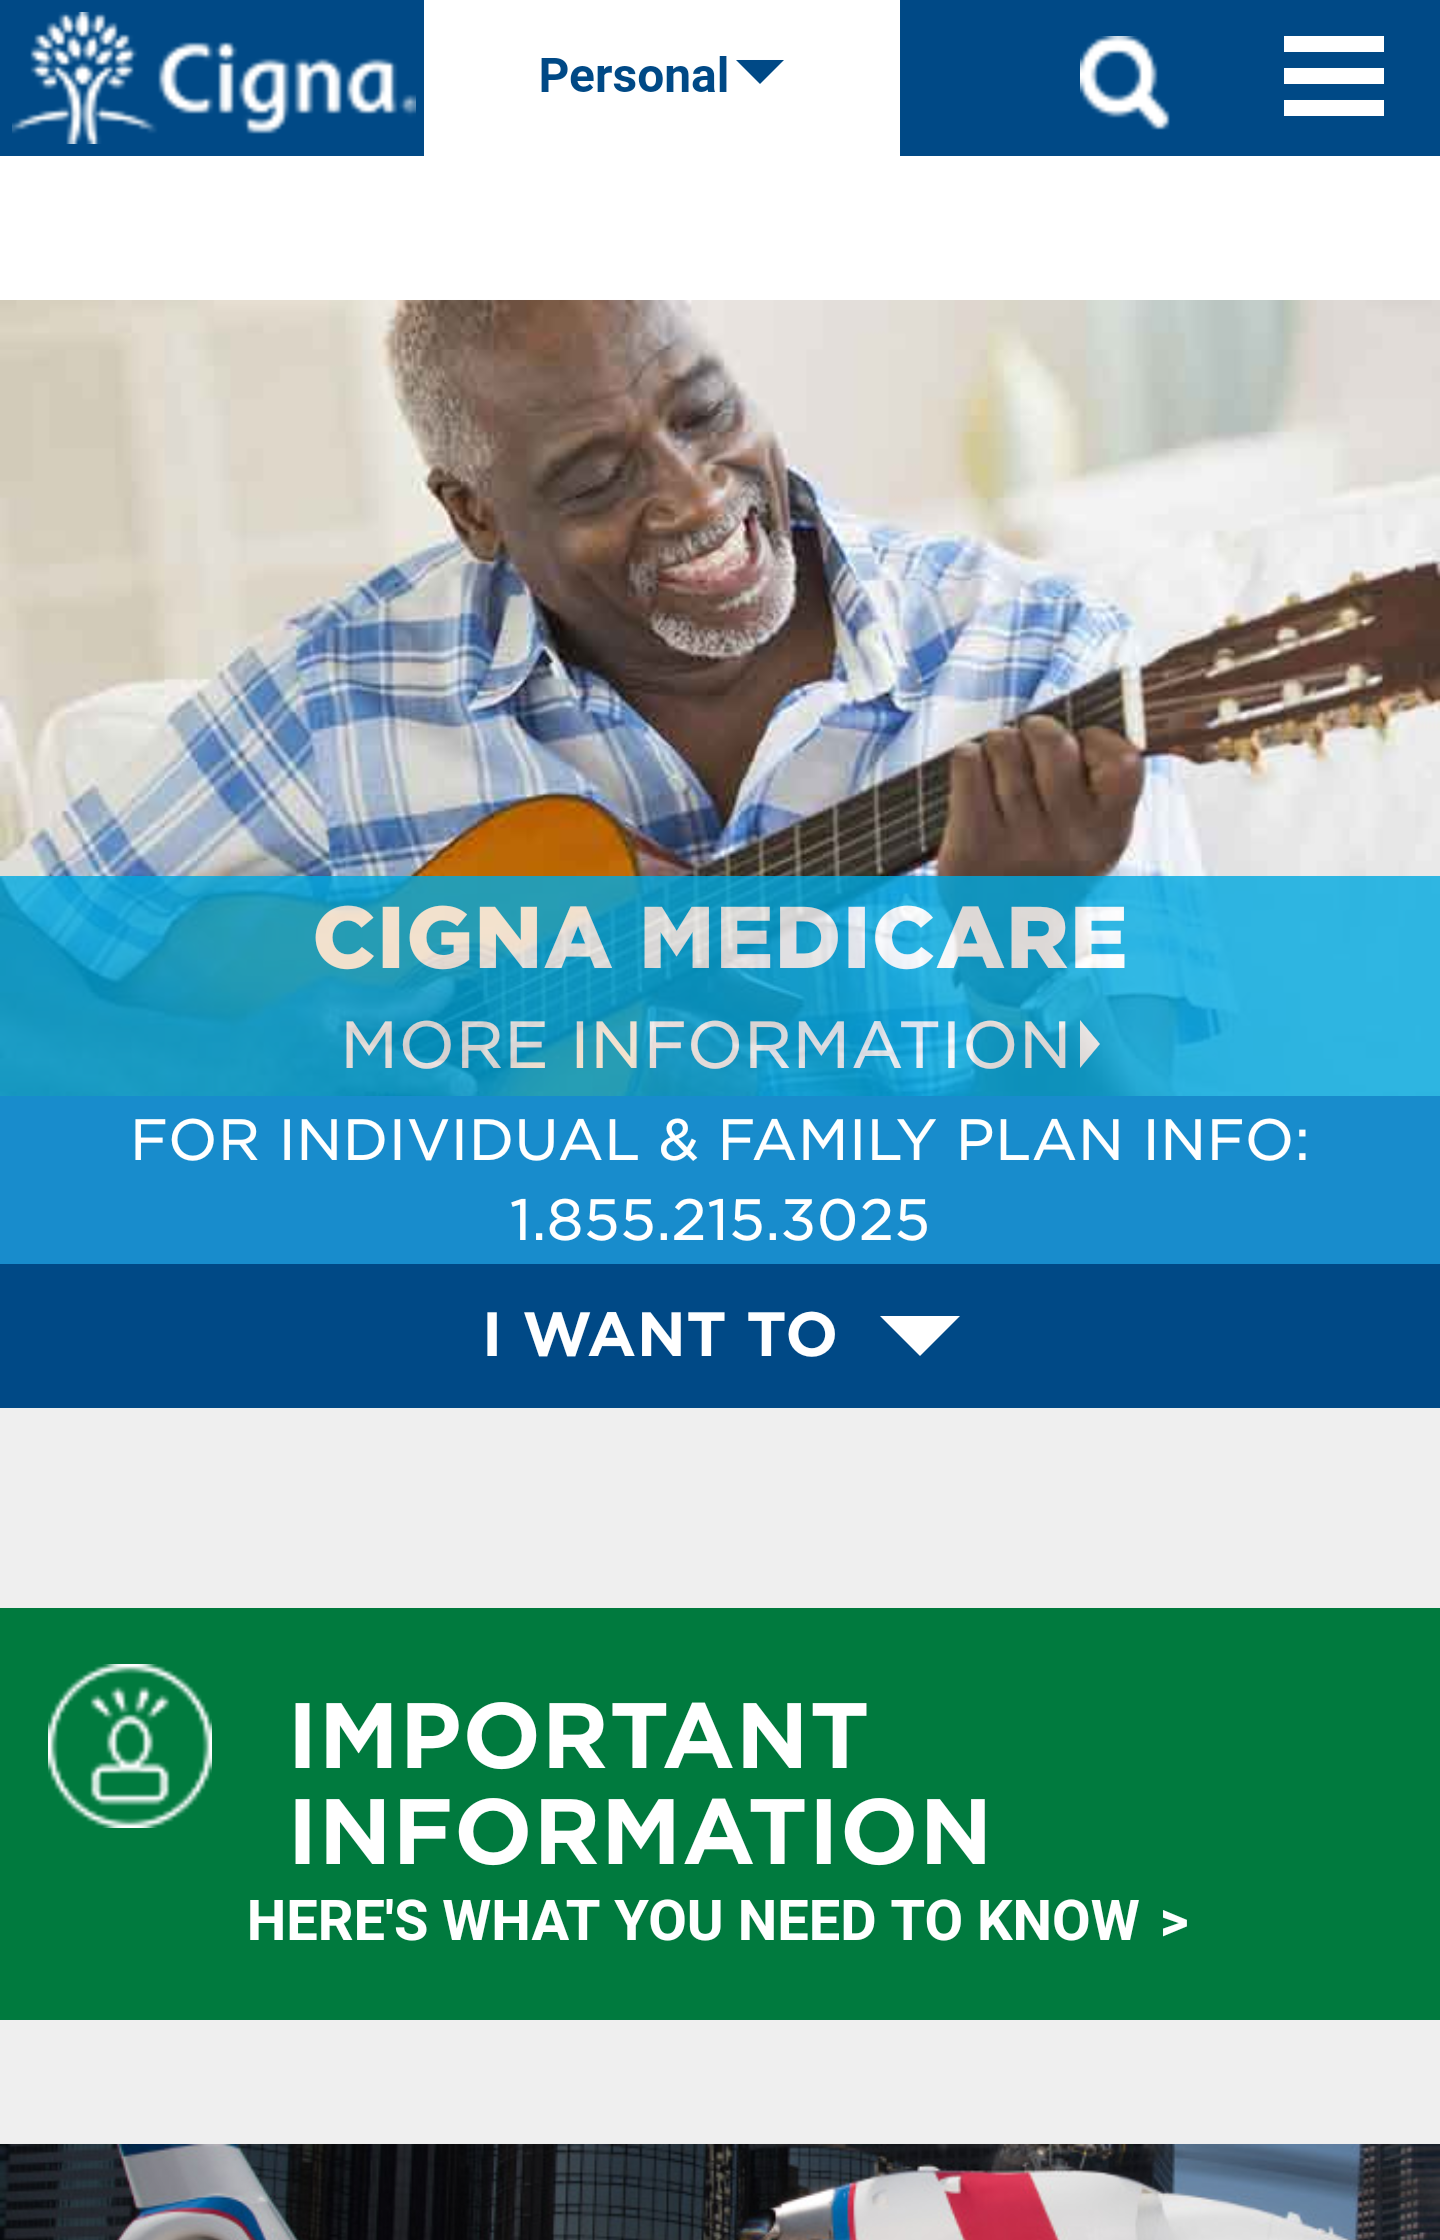 Cigna.
Personal
CIGNA MEDICARE
MORE INFORMATION
FOR INDIVIDUAL & FAMILY PLAN INFO:
1.855.215.3025
I WANT TO
IMPORTANT
INFORMATION
HERE'S WHAT YOU NEED TO KNOW >